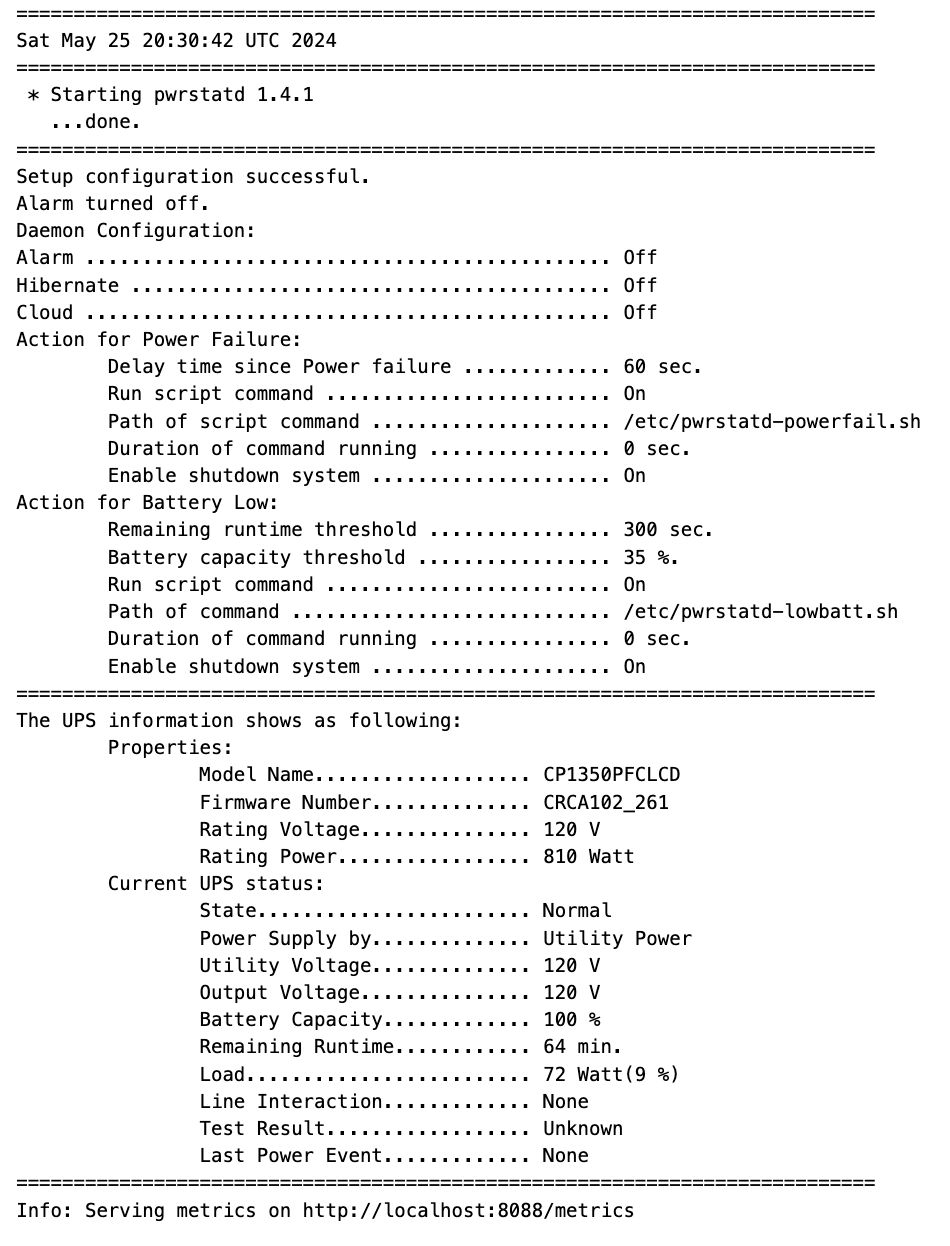 ===========================================================================
Sat May 25 20:30:42 UTC 2024
===========================================================================
 * Starting pwrstatd 1.4.1
   ...done.
===========================================================================
Setup configuration successful.
Alarm turned off.
Daemon Configuration:
Alarm .............................................. Off
Hibernate .......................................... Off
Cloud .............................................. Off
Action for Power Failure:
        Delay time since Power failure ............. 60 sec.
        Run script command ......................... On
        Path of script command ..................... /etc/pwrstatd-powerfail.sh
        Duration of command running ................ 0 sec.
        Enable shutdown system ..................... On
Action for Battery Low:
        Remaining runtime threshold ................ 300 sec.
        Battery capacity threshold ................. 35 %.
        Run script command ......................... On
        Path of command ............................ /etc/pwrstatd-lowbatt.sh
        Duration of command running ................ 0 sec.
        Enable shutdown system ..................... On
===========================================================================
The UPS information shows as following:
        Properties:
                Model Name................... CP1350PFCLCD
                Firmware Number.............. CRCA102_261
                Rating Voltage............... 120 V
                Rating Power................. 810 Watt
        Current UPS status:
                State........................ Normal
                Power Supply by.............. Utility Power
                Utility Voltage.............. 120 V
                Output Voltage............... 120 V
                Battery Capacity............. 100 %
                Remaining Runtime............ 64 min.
                Load......................... 72 Watt(9 %)
                Line Interaction............. None
                Test Result.................. Unknown
                Last Power Event............. None
===========================================================================
Info: Serving metrics on http://localhost:8088/metrics